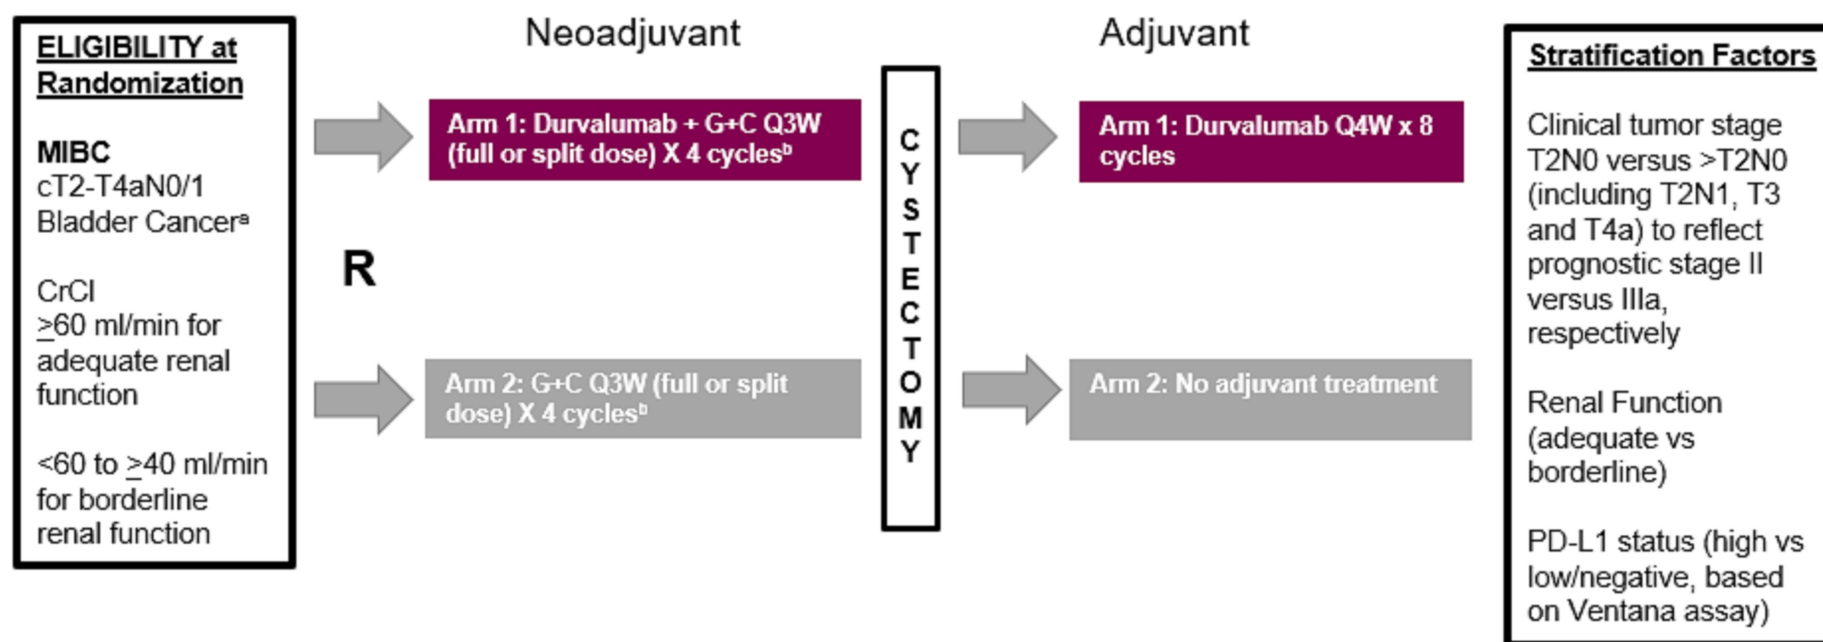 ELIGIBILITY at
Randomization
MIBC
cT2-T4aN0/1
Bladder Cancerᵃ
CrCl
≥60 ml/min for
adequate renal
function
<60 to ≥40 ml/min
for borderline
renal function
R
Neoadjuvant
Arm 1: Durvalumab + G+C Q3W
(full or split dose) X 4 cyclesᵇ
Arm 2: G+C Q3W (full or split
dose) X 4 cyclesᵇ
C
Y
S
T
E
C
T
O
M
Y
Adjuvant
Arm 1: Durvalumab Q4W x 8
cycles
Arm 2: No adjuvant treatment
Stratification Factors
Clinical tumor stage
T2N0 versus >T2N0
(including T2N1, T3
and T4a) to reflect
prognostic stage II
versus IIIa,
respectively
Renal Function
(adequate vs
borderline)
PD-L1 status (high vs
low/negative, based
on Ventana assay)